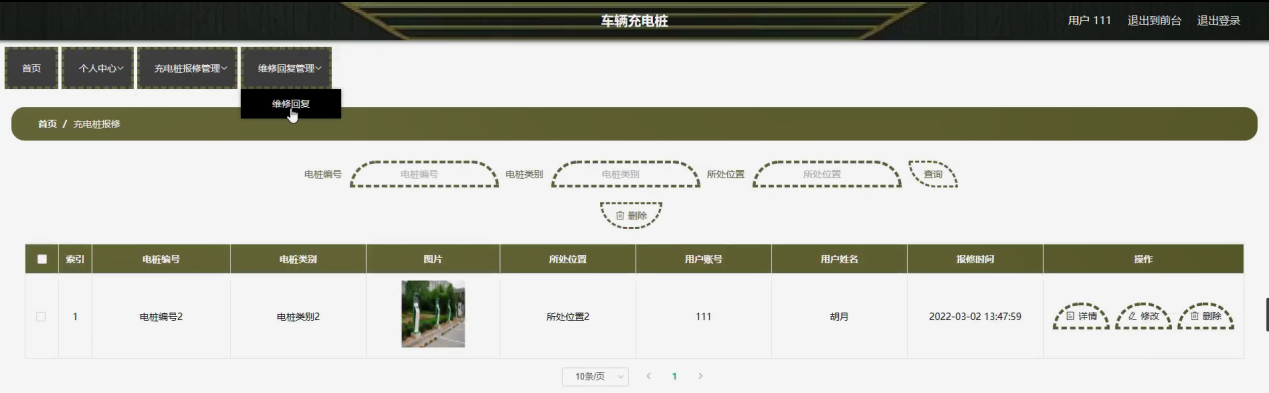 车辆充电桩
用户 111 退出到前台 退出登录
首页 个人中心 充电桩报修管理 维修回复管理
维修回复
首页 / 充电桩报修
电桩编号 电桩编号 电桩类别 电桩类别 所处位置 所处位置 查询
删除
索引 电桩编号 电桩类别 图片 所处位置 用户账号 用户姓名 报修时间 操作
1 电桩编号2 电桩类别2 所处位置2 111 胡月 2022-03-02 13:47:59 详情 修改 删除
10条/页 1